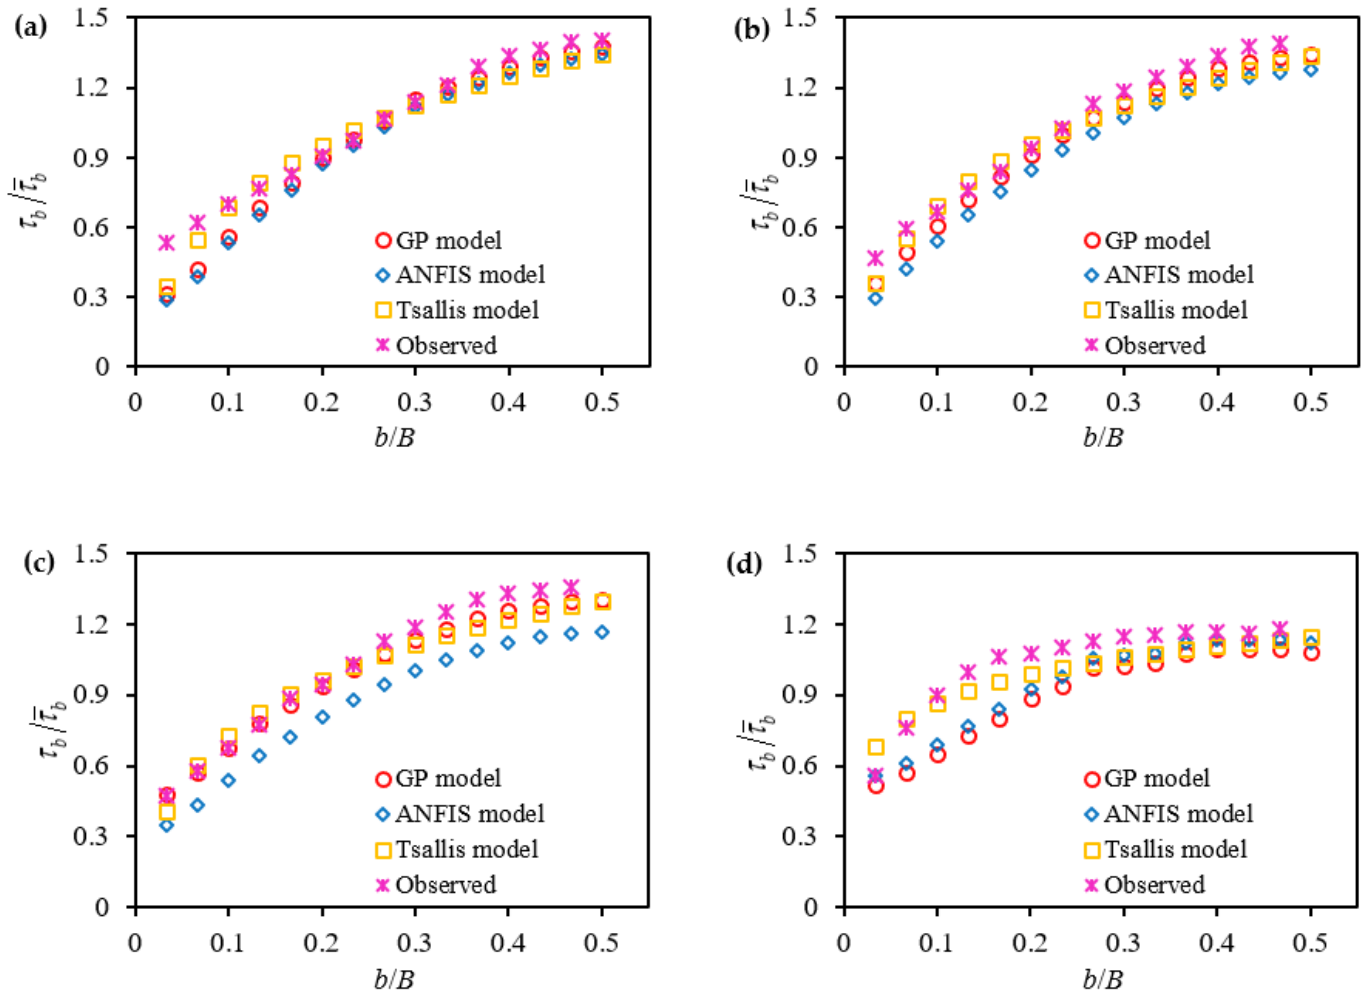 (a)
1.5
1.2
0.9
0.6
0.3
0
τb/τ̅b
GP model
ANFIS model
Tsallis model
Observed
0 0.1 0.2 0.3 0.4 0.5
b/B
(b)
1.5
1.2
0.9
0.6
0.3
0
τb/τ̅b
GP model
ANFIS model
Tsallis model
Observed
0 0.1 0.2 0.3 0.4 0.5
b/B
(c)
1.5
1.2
0.9
0.6
0.3
0
τb/τ̅b
GP model
ANFIS model
Tsallis model
Observed
0 0.1 0.2 0.3 0.4 0.5
b/B
(d)
1.5
1.2
0.9
0.6
0.3
0
τb/τ̅b
GP model
ANFIS model
Tsallis model
Observed
0 0.1 0.2 0.3 0.4 0.5
b/B